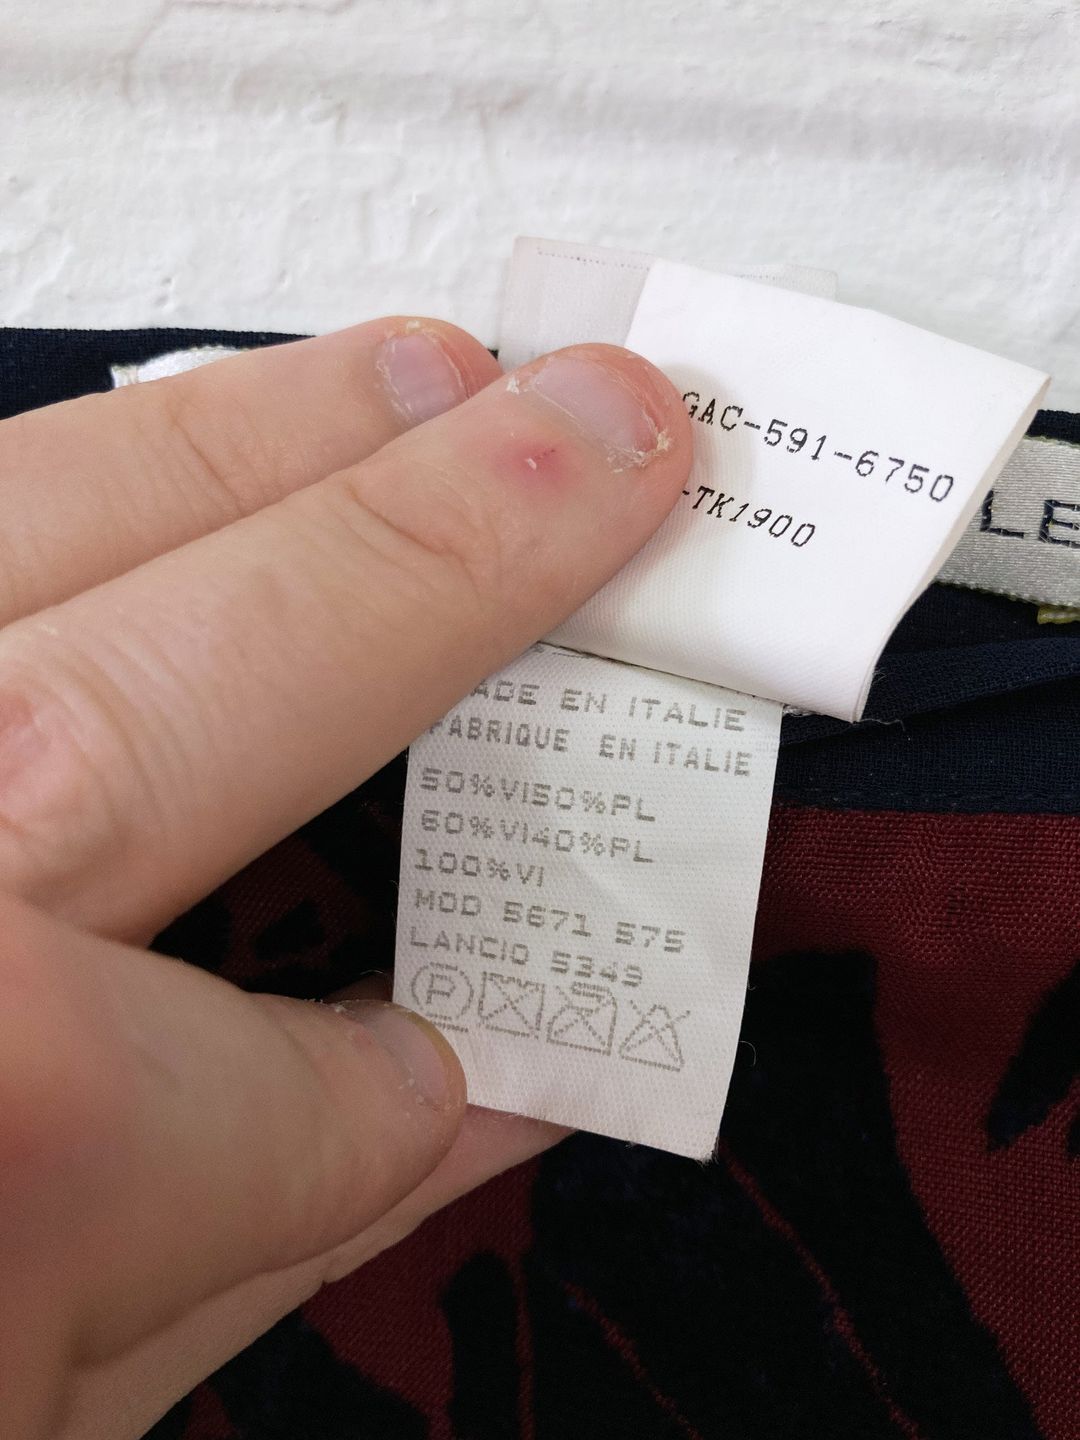 GAC-591-6750
-TK1900
LE
MADE EN ITALIE
FABRIQUE EN ITALIE
50%VI50%PL
60%VI40%PL
100%VI
MOD 5671 575
LANCIO 5349
P